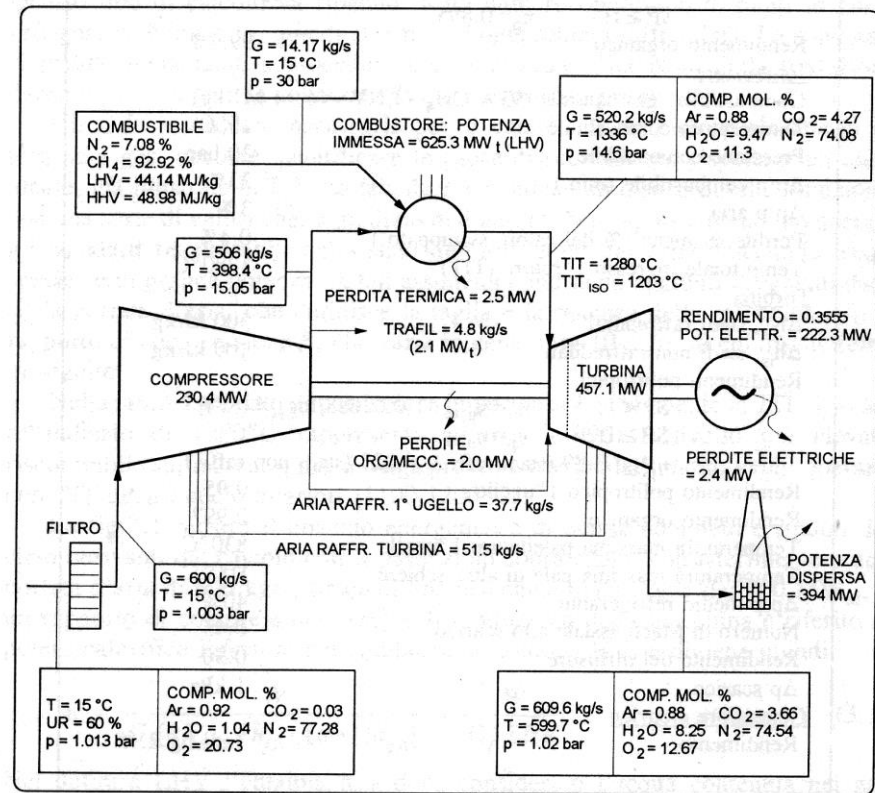 G = 14.17 kg/s
T = 15 °C
p = 30 bar
COMBUSTIBILE
N2 = 7.08 %
CH4 = 92.92 %
LHV = 44.14 MJ/kg
HHV = 48.98 MJ/kg
COMBUSTORE: POTENZA
IMMESSA = 625.3 MWt (LHV)
G = 520.2 kg/s
T = 1336 °C
p = 14.6 bar
COMP. MOL. %
Ar = 0.88 CO2 = 4.27
H2O = 9.47 N2 = 74.08
O2 = 11.3
G = 506 kg/s
T = 398.4 °C
p = 15.05 bar
PERDITA TERMICA = 2.5 MW
TIT = 1280 °C
TIT ISO = 1203 °C
TRAFIL = 4.8 kg/s
(2.1 MWt)
RENDIMENTO = 0.3555
POT. ELETTR. = 222.3 MW
COMPRESSORE
230.4 MW
TURBINA
457.1 MW
PERDITE
ORG/MECC. = 2.0 MW
PERDITE ELETTRICHE
= 2.4 MW
ARIA RAFFR. 1° UGELLO = 37.7 kg/s
ARIA RAFFR. TURBINA = 51.5 kg/s
FILTRO
G = 600 kg/s
T = 15 °C
p = 1.003 bar
POTENZA
DISPERSA
= 394 MW
T = 15 °C
UR = 60 %
p = 1.013 bar
COMP. MOL. %
Ar = 0.92 CO2 = 0.03
H2O = 1.04 N2 = 77.28
O2 = 20.73
G = 609.6 kg/s
T = 599.7 °C
p = 1.02 bar
COMP. MOL. %
Ar = 0.88 CO2 = 3.66
H2O = 8.25 N2 = 74.54
O2 = 12.67